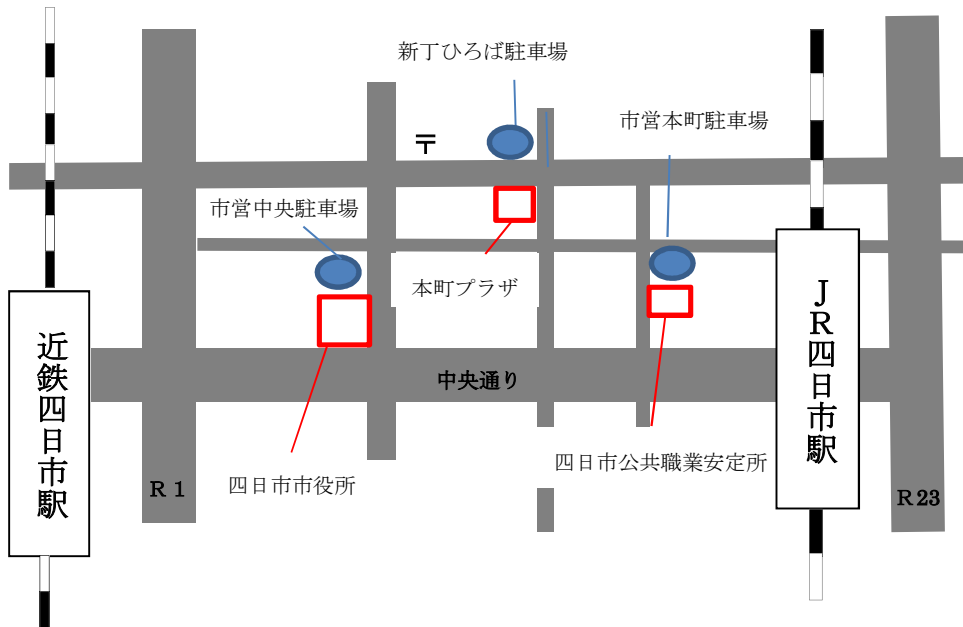 新丁ひろば駐車場
市営本町駐車場
〒
市営中央駐車場
本町プラザ
近鉄四日市駅
JR四日市駅
中央通り
四日市公共職業安定所
四日市市役所
R1
R23